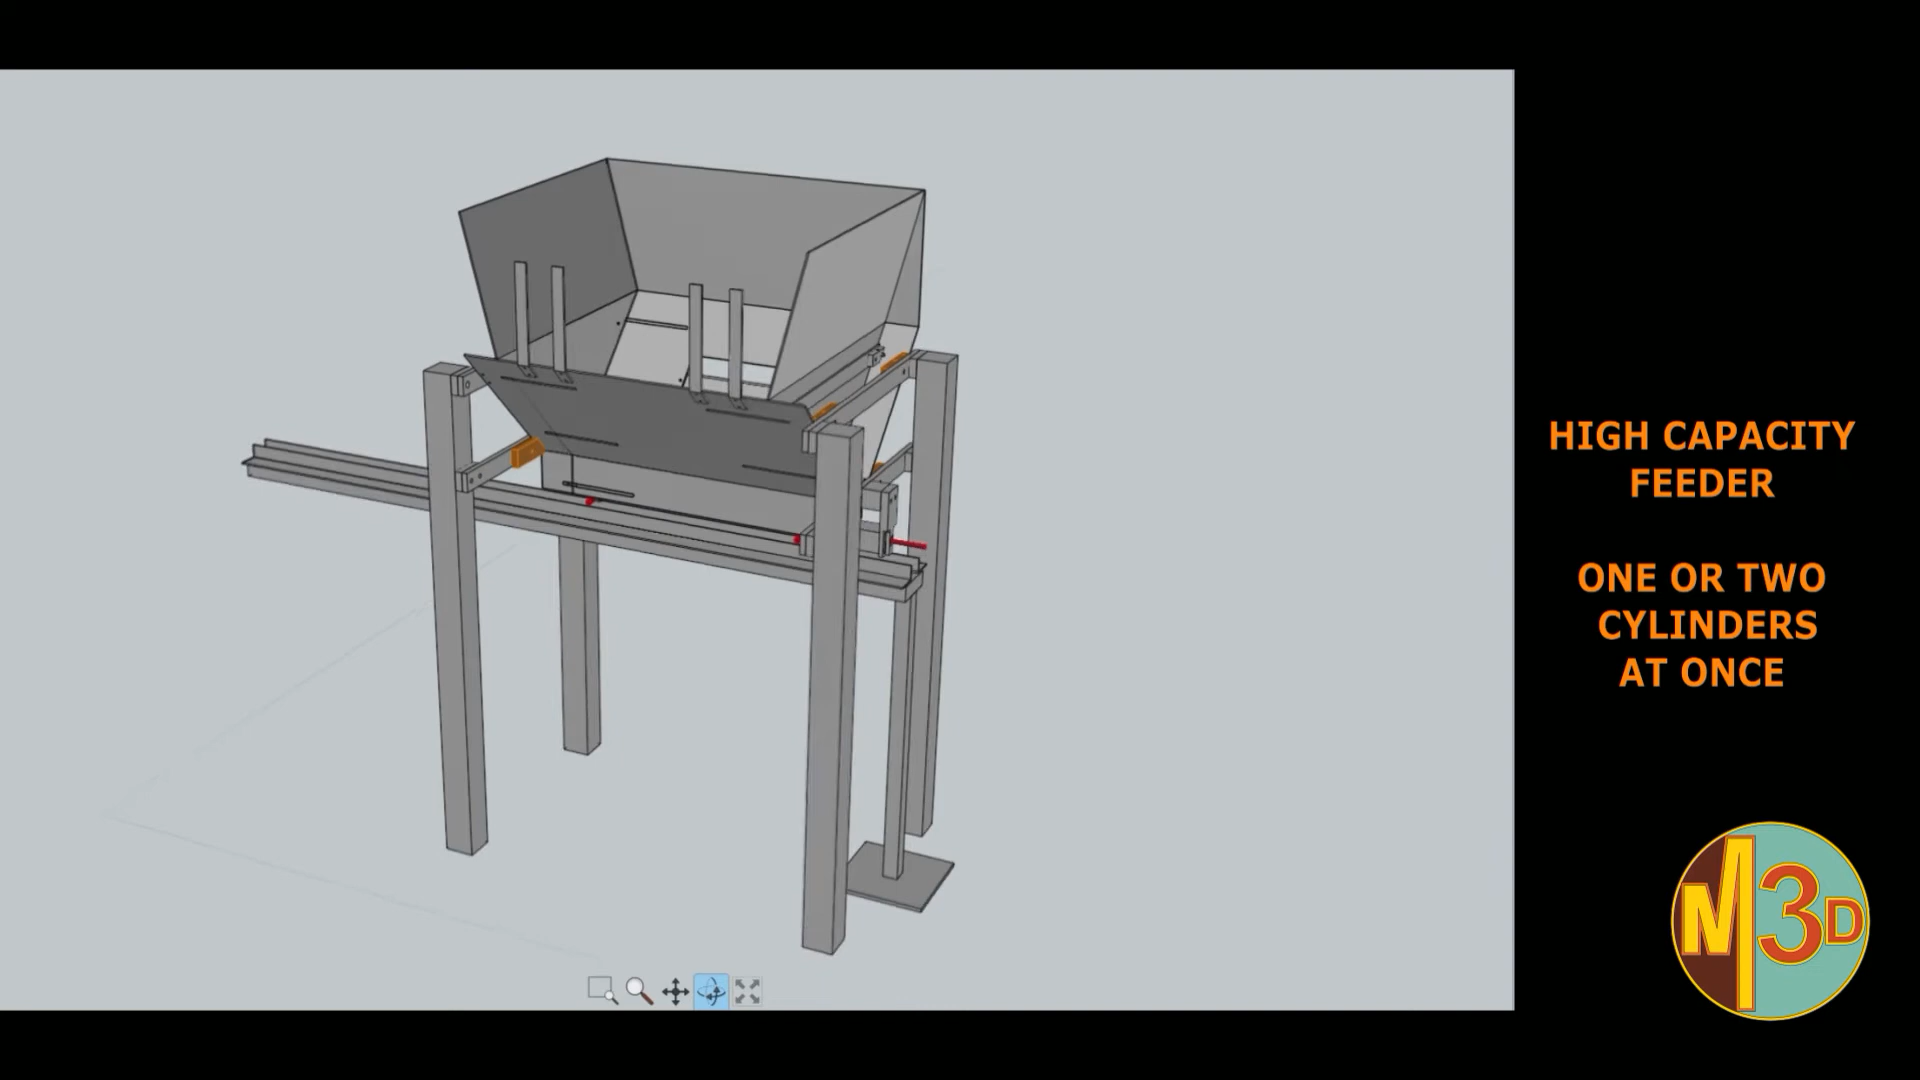 HIGH CAPACITY
FEEDER
ONE OR TWO
CYLINDERS
AT ONCE
M3D